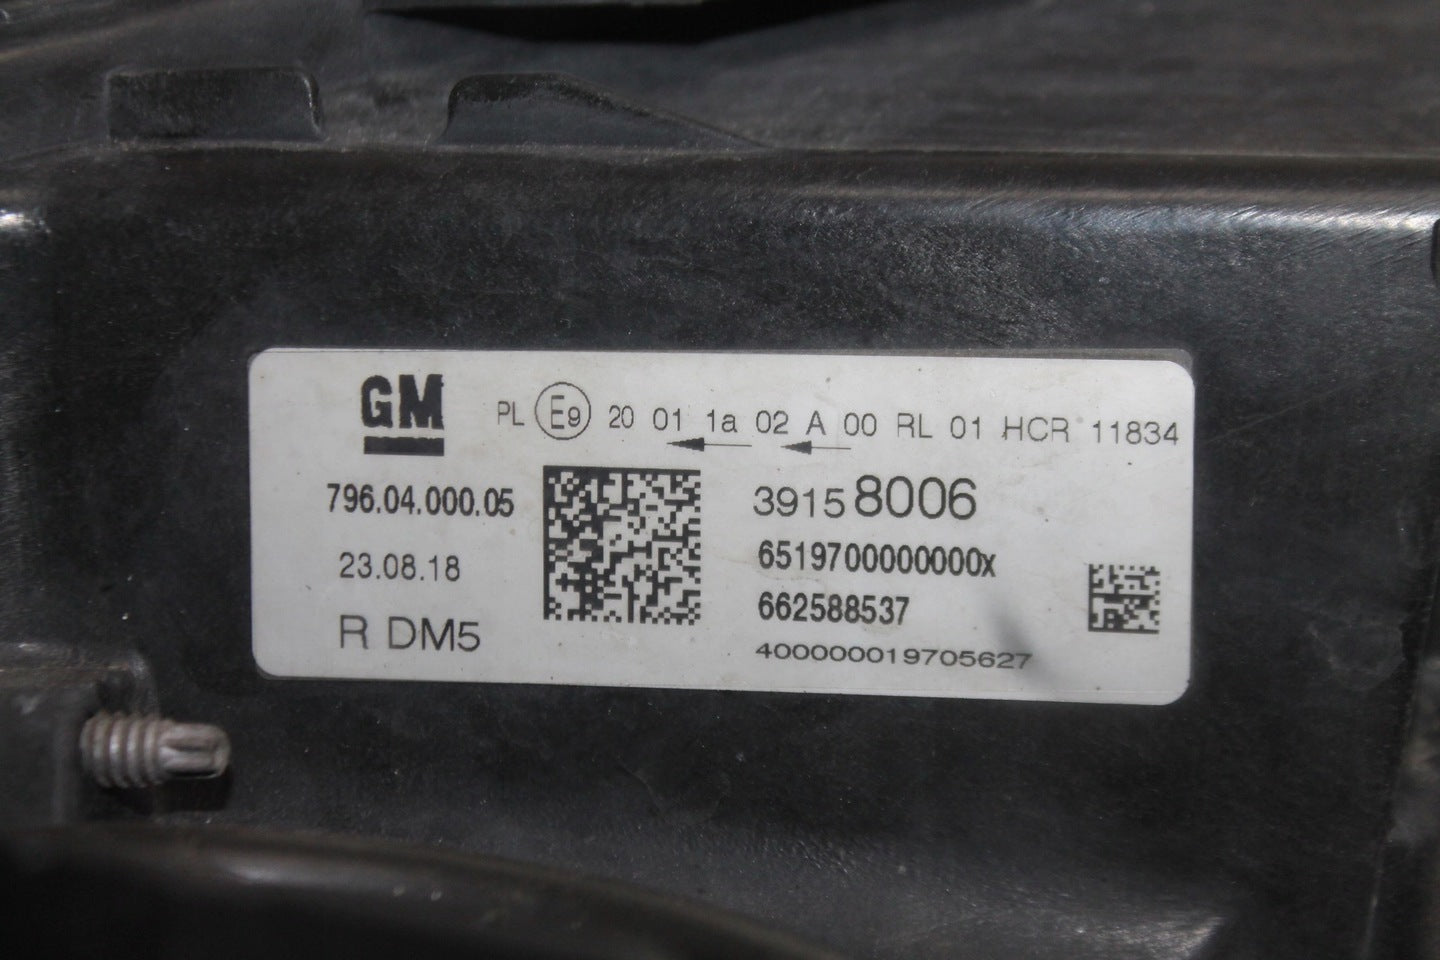 GM
PL E9 20 01 1a 02 A 00 RL 01 HCR 11834
796.04.000.05
23.08.18
R DM5
39158006
6519700000000x
662588537
400000019705627